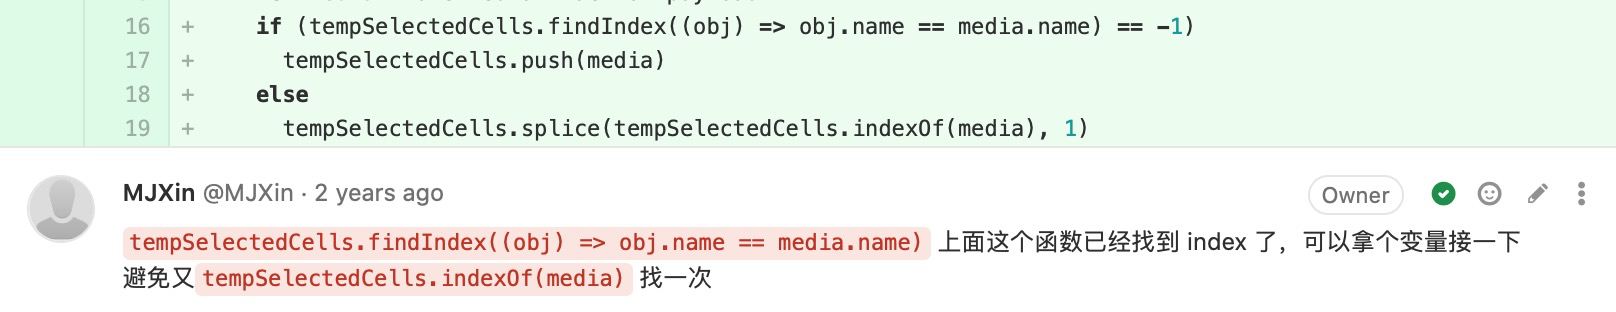 16 + if (tempSelectedCells.findIndex((obj) => obj.name == media.name) == -1)
17 + tempSelectedCells.push(media)
18 + else
19 + tempSelectedCells.splice(tempSelectedCells.indexOf(media), 1)
MJXin @MJXin · 2 years ago
Owner
tempSelectedCells.findIndex((obj) => obj.name == media.name) 上面这个函数已经找到 index 了，可以拿个变量接一下
避免又 tempSelectedCells.indexOf(media) 找一次